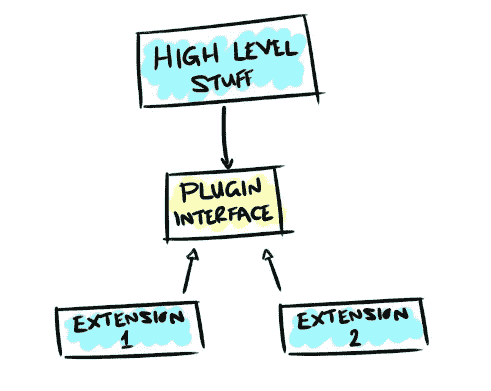 HIGH LEVEL
STUFF
PLUGIN
INTERFACE
EXTENSION
1
EXTENSION
2